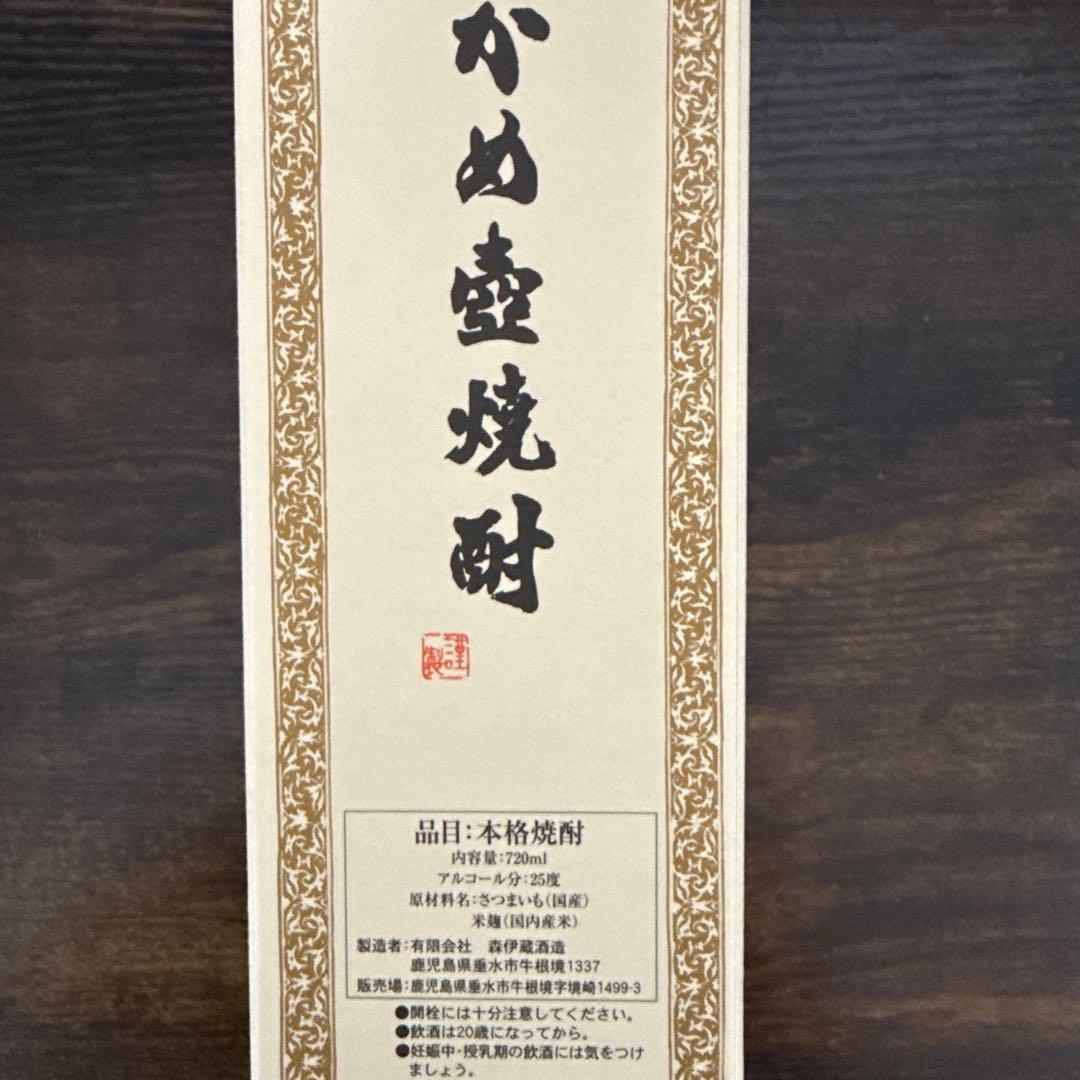 かめ壺焼酎
謹製
品目：本格焼酎
内容量：720ml
アルコール分：25度
原材料名：さつまいも（国産）
米麹（国内産米）
製造者：有限会社　森伊蔵酒造
鹿児島県垂水市牛根境1337
販売場：鹿児島県垂水市牛根境字境崎1499-3
●開栓には十分注意してください。
●飲酒は20歳になってから。
●妊娠中・授乳期の飲酒には気をつけ
ましょう。